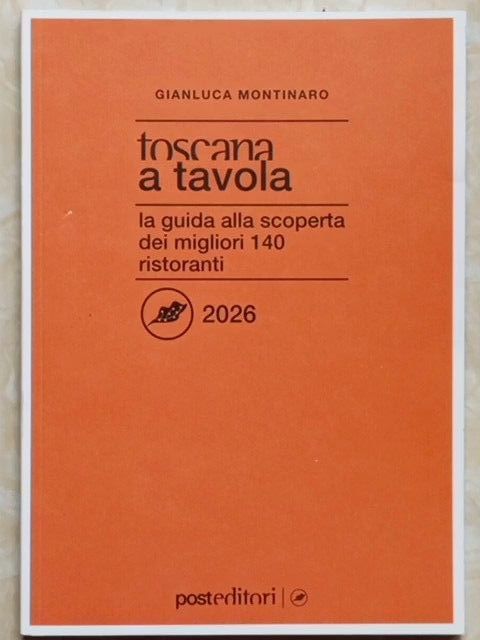 GIANLUCA MONTINARO
toscana
a tavola
la guida alla scoperta
dei migliori 140
ristoranti
2026
posteditori